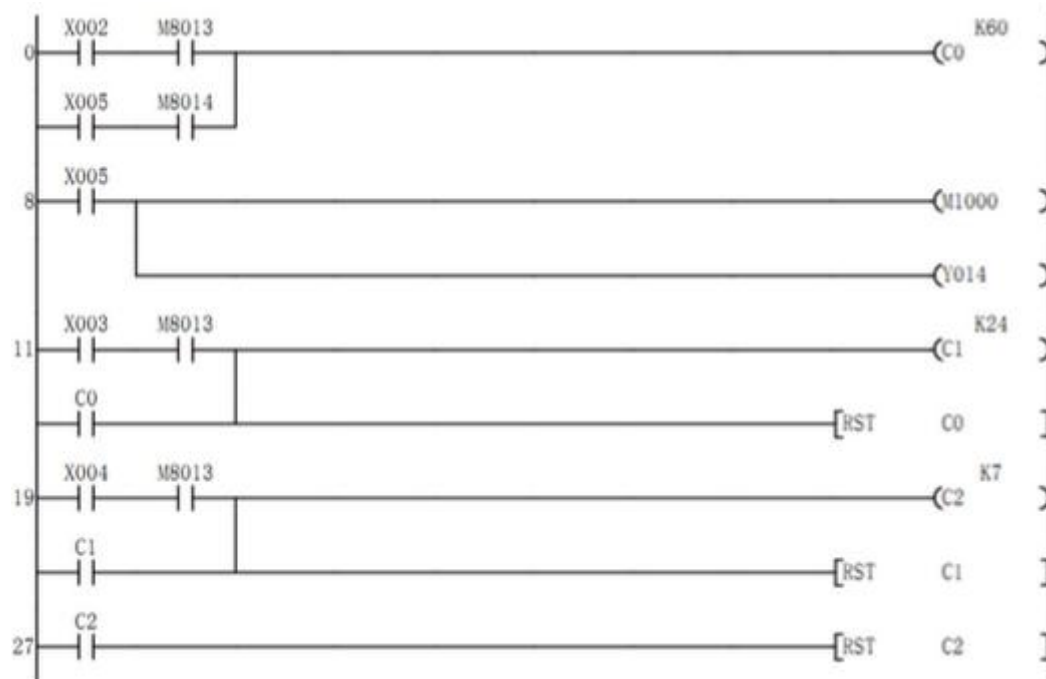 X002 M8013 K60
0 C0
X005 M8014
X005
8 M1000
Y014
X003 M8013 K24
11 C1
C0
RST C0
X004 M8013 K7
19 C2
C1
RST C1
C2
27 RST C2